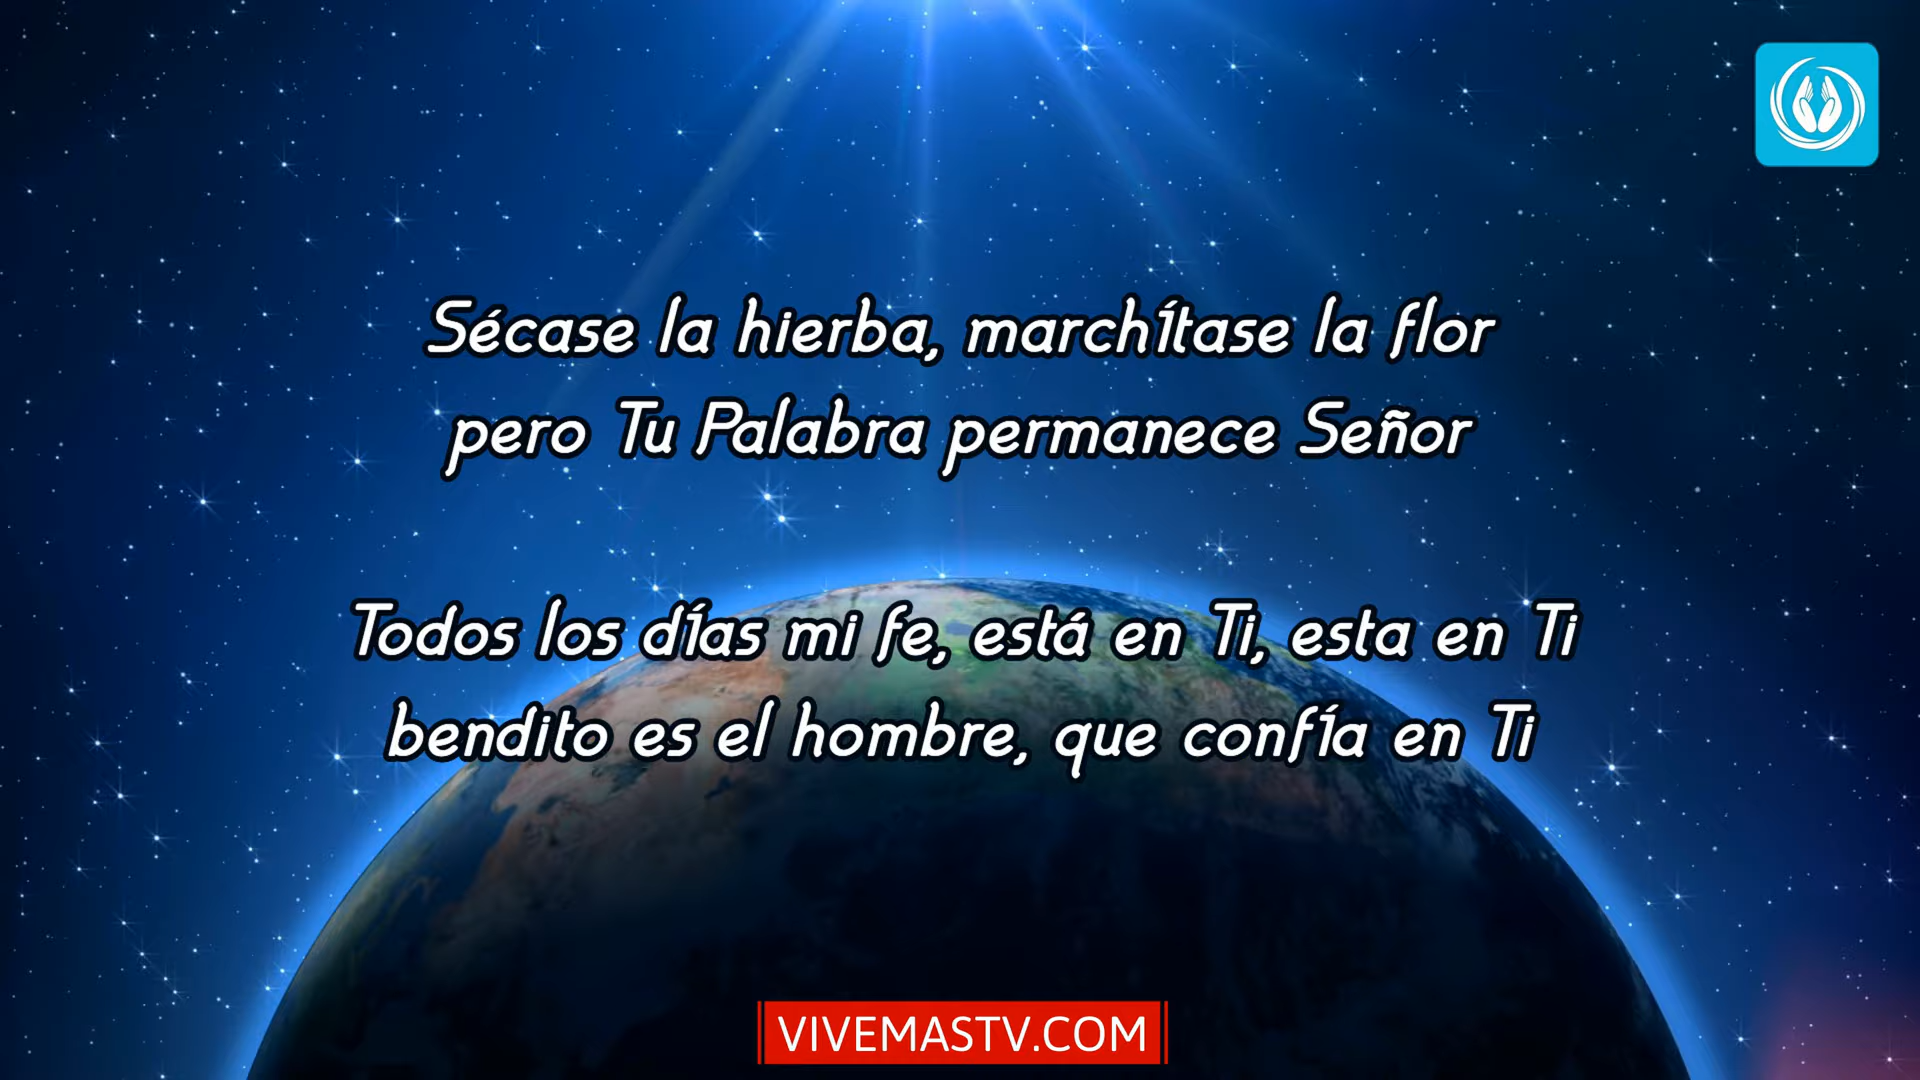 Sécase la hierba, marchítase la flor
pero Tu Palabra permanece Señor
Todos los días mi fe, está en Ti, esta en Ti
bendito es el hombre, que confía en Ti
VIVEMASTV.COM